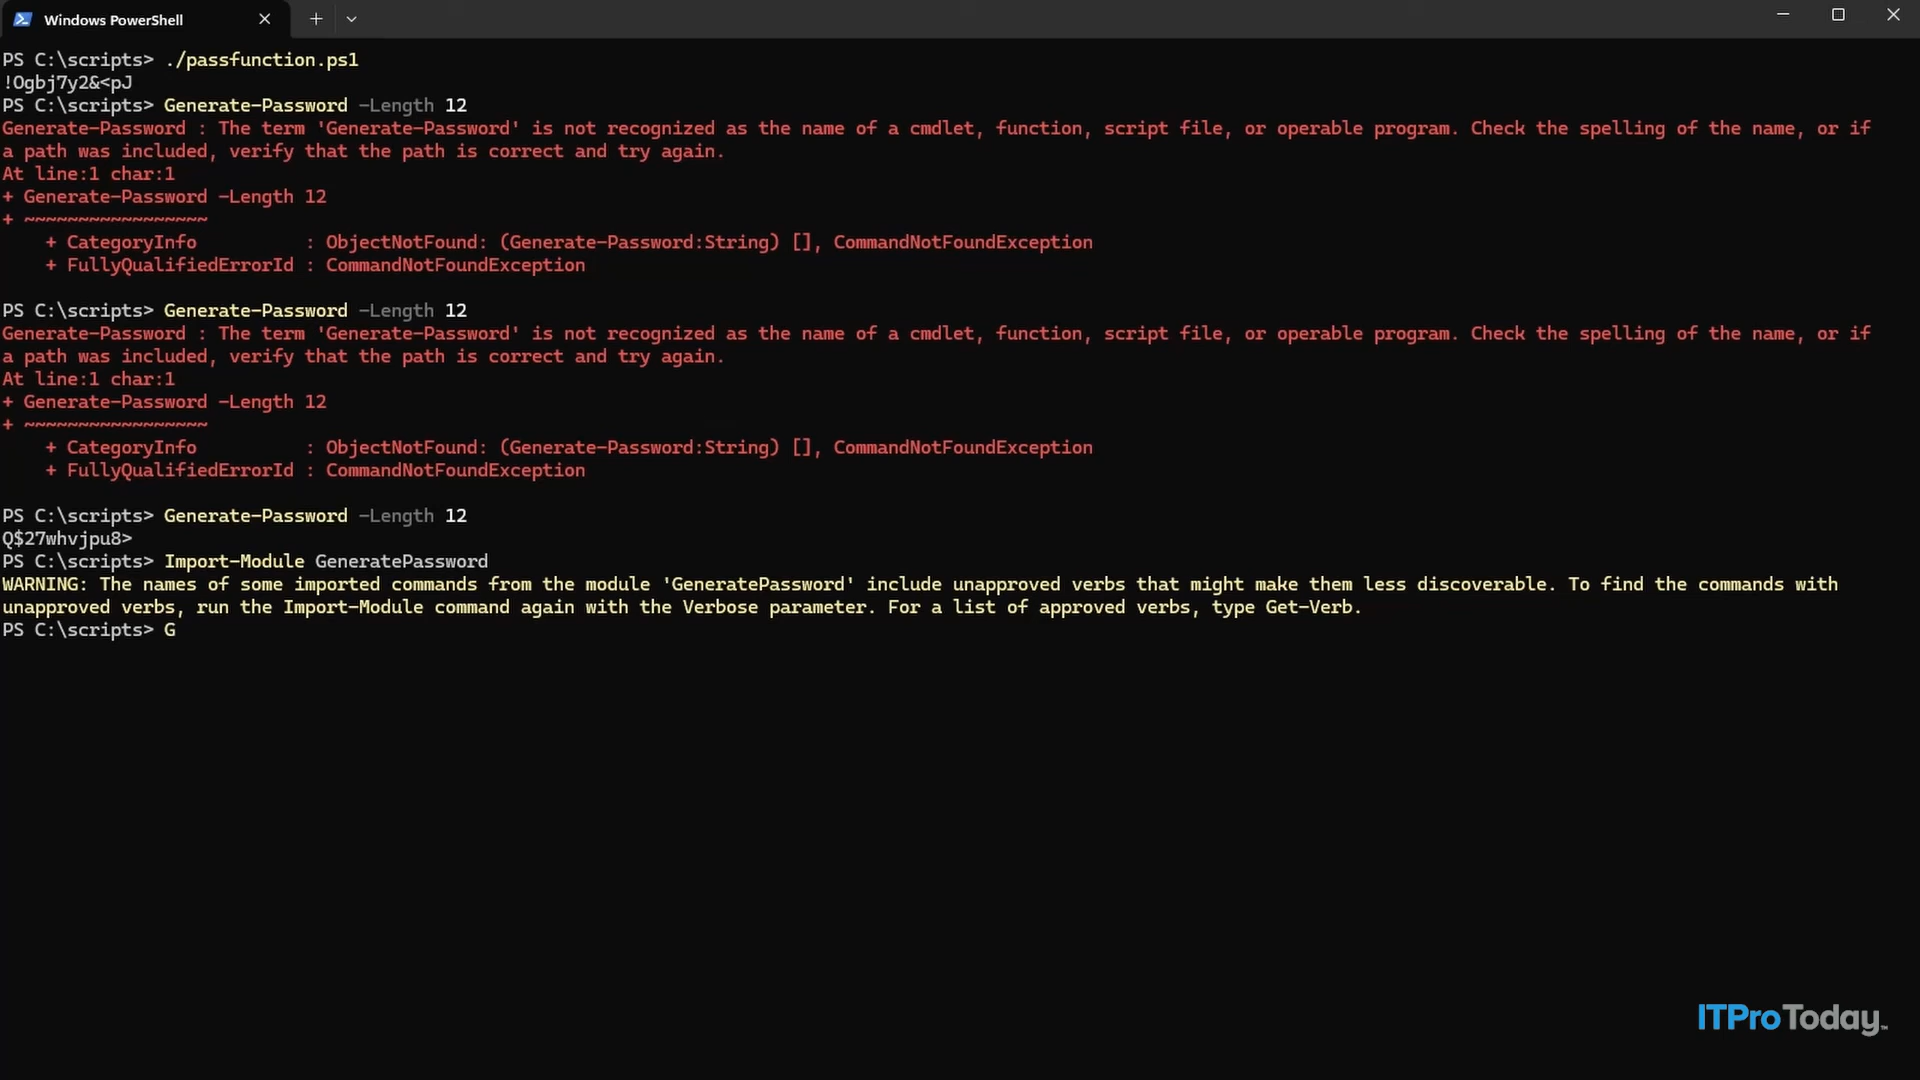 Windows PowerShell
PS C:\scripts> ./passfunction.ps1
!Ogbj7y2&<pJ
PS C:\scripts> Generate-Password -Length 12
Generate-Password : The term 'Generate-Password' is not recognized as the name of a cmdlet, function, script file, or operable program. Check the spelling of the name, or if
a path was included, verify that the path is correct and try again.
At line:1 char:1
+ Generate-Password -Length 12
+ ~~~~~~~~~~~~~~~~~
    + CategoryInfo          : ObjectNotFound: (Generate-Password:String) [], CommandNotFoundException
    + FullyQualifiedErrorId : CommandNotFoundException
PS C:\scripts> Generate-Password -Length 12
Generate-Password : The term 'Generate-Password' is not recognized as the name of a cmdlet, function, script file, or operable program. Check the spelling of the name, or if
a path was included, verify that the path is correct and try again.
At line:1 char:1
+ Generate-Password -Length 12
+ ~~~~~~~~~~~~~~~~~
    + CategoryInfo          : ObjectNotFound: (Generate-Password:String) [], CommandNotFoundException
    + FullyQualifiedErrorId : CommandNotFoundException
PS C:\scripts> Generate-Password -Length 12
Q$27whvjpu8>
PS C:\scripts> Import-Module GeneratePassword
WARNING: The names of some imported commands from the module 'GeneratePassword' include unapproved verbs that might make them less discoverable. To find the commands with
unapproved verbs, run the Import-Module command again with the Verbose parameter. For a list of approved verbs, type Get-Verb.
PS C:\scripts> G
ITProToday™